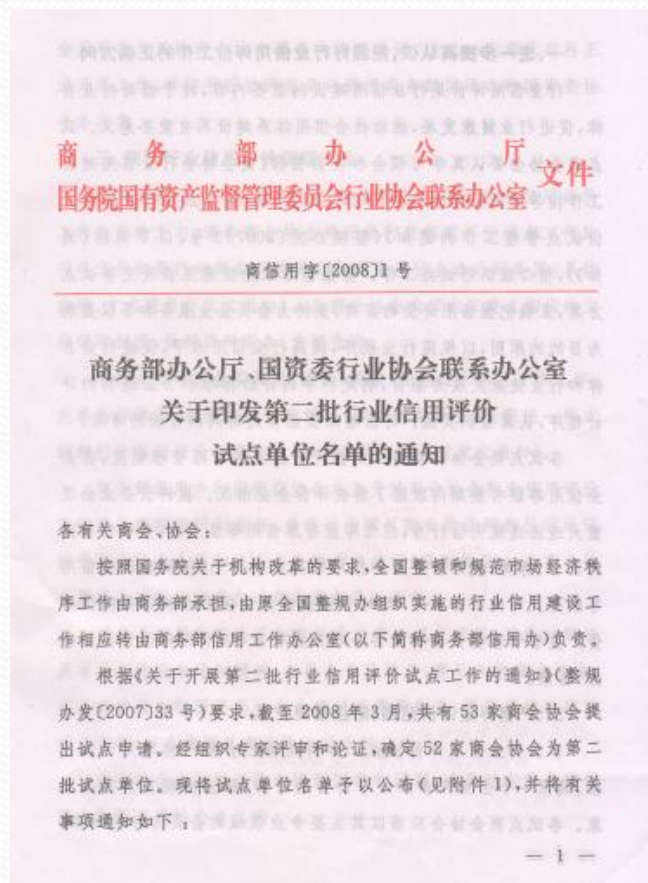 商务部办公厅
国务院国有资产监督管理委员会行业协会联系办公室
文件
商信用字〔2008〕1 号
商务部办公厅、国资委行业协会联系办公室
关于印发第二批行业信用评价
试点单位名单的通知
各有关商会、协会：
按照国务院关于机构改革的要求，全国整顿和规范市场经济秩
序工作由商务部承担，由原全国整规办组织实施的行业信用建设工
作相应转由商务部信用工作办公室（以下简称商务部信用办）负责。
根据《关于开展第二批行业信用评价试点工作的通知》（整规
办发〔2007〕33 号）要求，截至 2008 年 3 月，共有 53 家商会协会提
出试点申请。经组织专家评审和论证，确定 52 家商会协会为第二
批试点单位。现将试点单位名单予以公布（见附件 1），并将有关
事项通知如下：
— 1 —